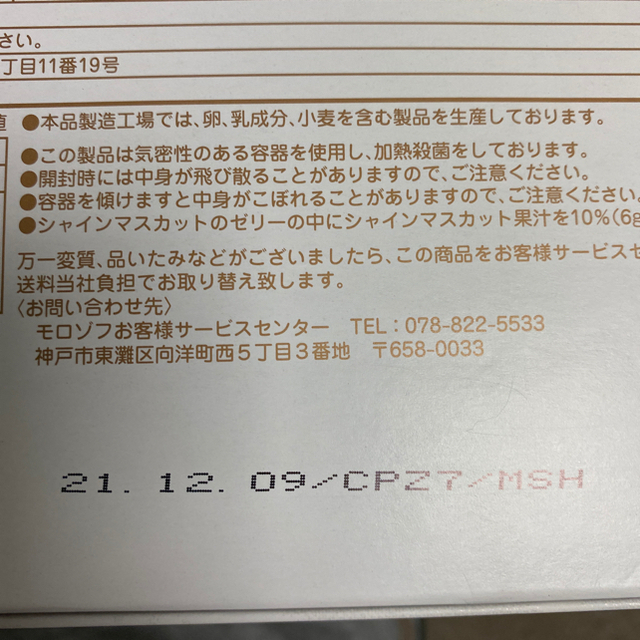 さい。
丁目11番19号
●本品製造工場では、卵、乳成分、小麦を含む製品を生産しております。
●この製品は気密性のある容器を使用し、加熱殺菌をしております。
●開封時には中身が飛び散ることがありますので、ご注意ください。
●容器を傾けますと中身がこぼれることがありますので、ご注意ください。
●シャインマスカットのゼリーの中にシャインマスカット果汁を10%(6g
万一変質、品いたみなどがございましたら、この商品をお客様サービスセ
送料当社負担でお取り替え致します。
〈お問い合わせ先〉
モロゾフお客様サービスセンター TEL：078-822-5533
神戸市東灘区向洋町西5丁目3番地 〒658-0033
21.12.09/CPZ7/MSH